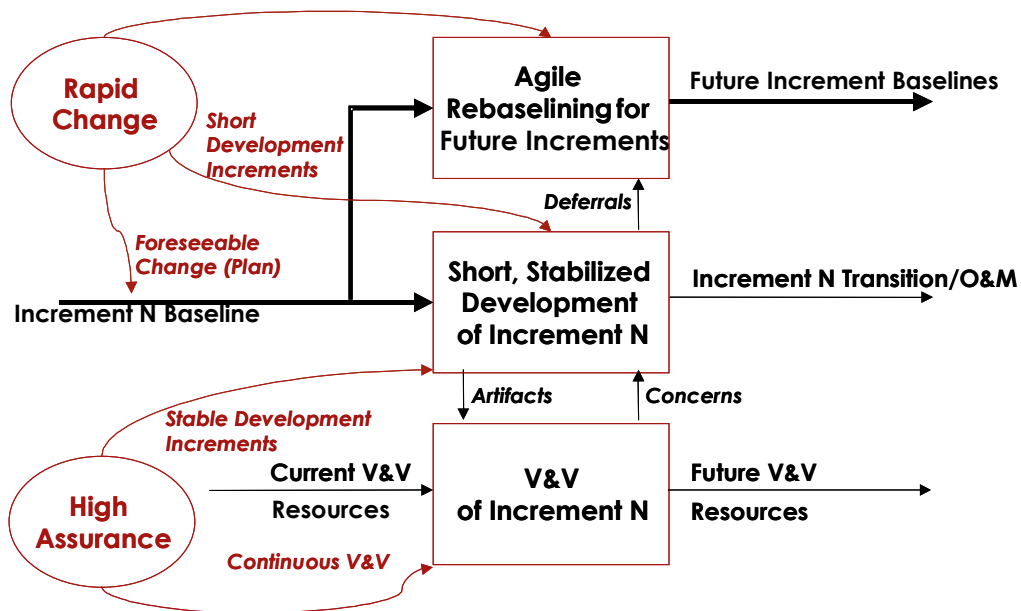 Rapid
Change
Short
Development
Increments
Foreseeable
Change (Plan)
Increment N Baseline
Agile
Rebaselining for
Future Increments
Future Increment Baselines
Deferrals
Short, Stabilized
Development
of Increment N
Increment N Transition/O&M
Artifacts
Concerns
Stable Development
Increments
High
Assurance
Current V&V
Resources
V&V
of Increment N
Future V&V
Resources
Continuous V&V